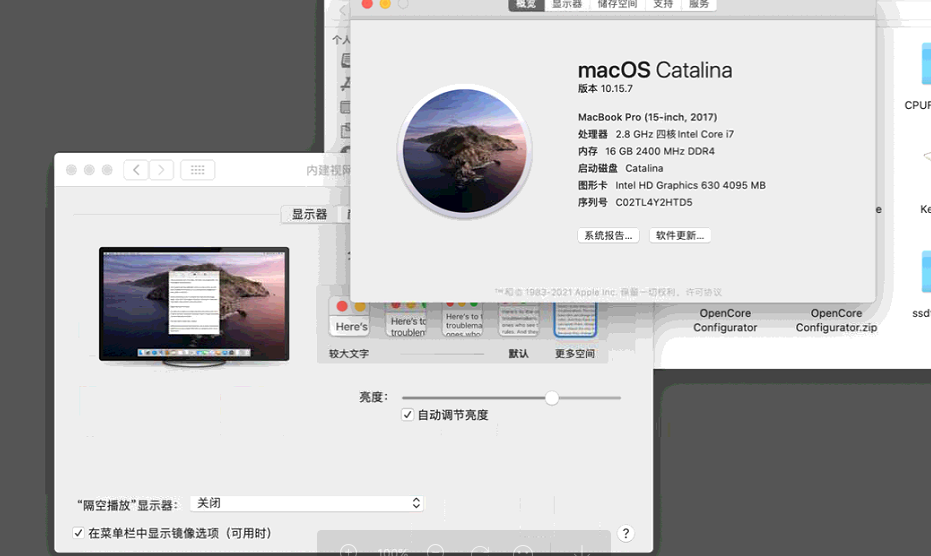 概览 显示器 储存空间 支持 服务
个人
macOS Catalina
版本 10.15.7
MacBook Pro (15-inch, 2017)
处理器 2.8 GHz 四核Intel Core i7
内存 16 GB 2400 MHz DDR4
启动磁盘 Catalina
图形卡 Intel HD Graphics 630 4095 MB
序列号 C02TL4Y2HTD5
系统报告... 软件更新...
™和© 1983-2021 Apple Inc. 保留一切权利。许可协议
CPUF
Ke
OpenCore
Configurator
OpenCore
Configurator.zip
ssd
内建视网
显示器
Here's
Here's to
troublem
Here's to
troublema
ones who
较大文字 默认 更多空间
亮度：
自动调节亮度
“隔空播放”显示器： 关闭
在菜单栏中显示镜像选项（可用时）
?
100%